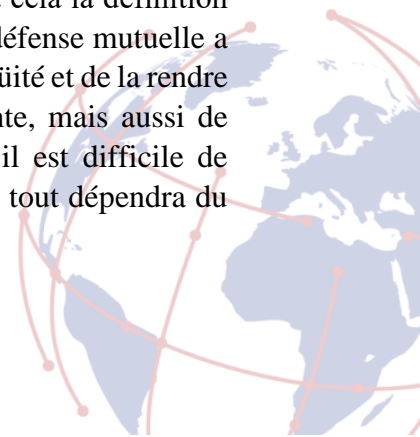 cela la définition
défense mutuelle a
üité et de la rendre
nte, mais aussi de
il est difficile de
tout dépendra du